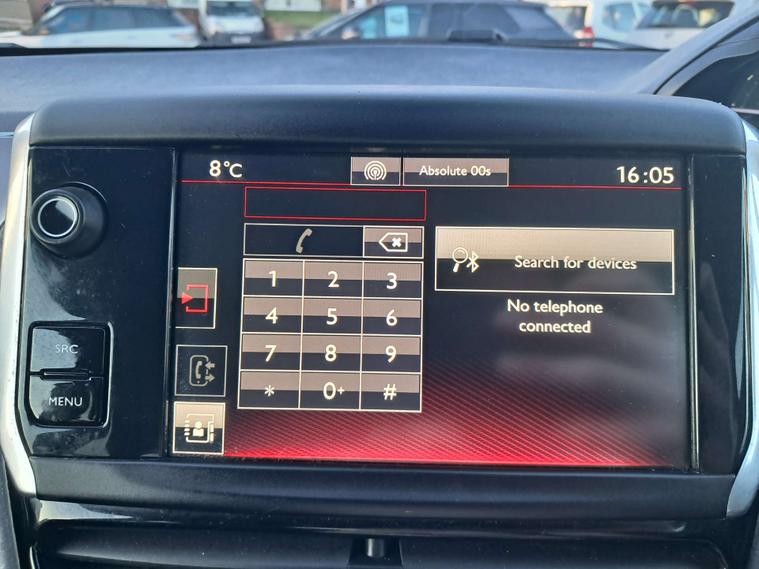 8°C
Absolute 00s
16:05
1 2 3
4 5 6
7 8 9
* 0+ #
Search for devices
No telephone
connected
SRC
MENU